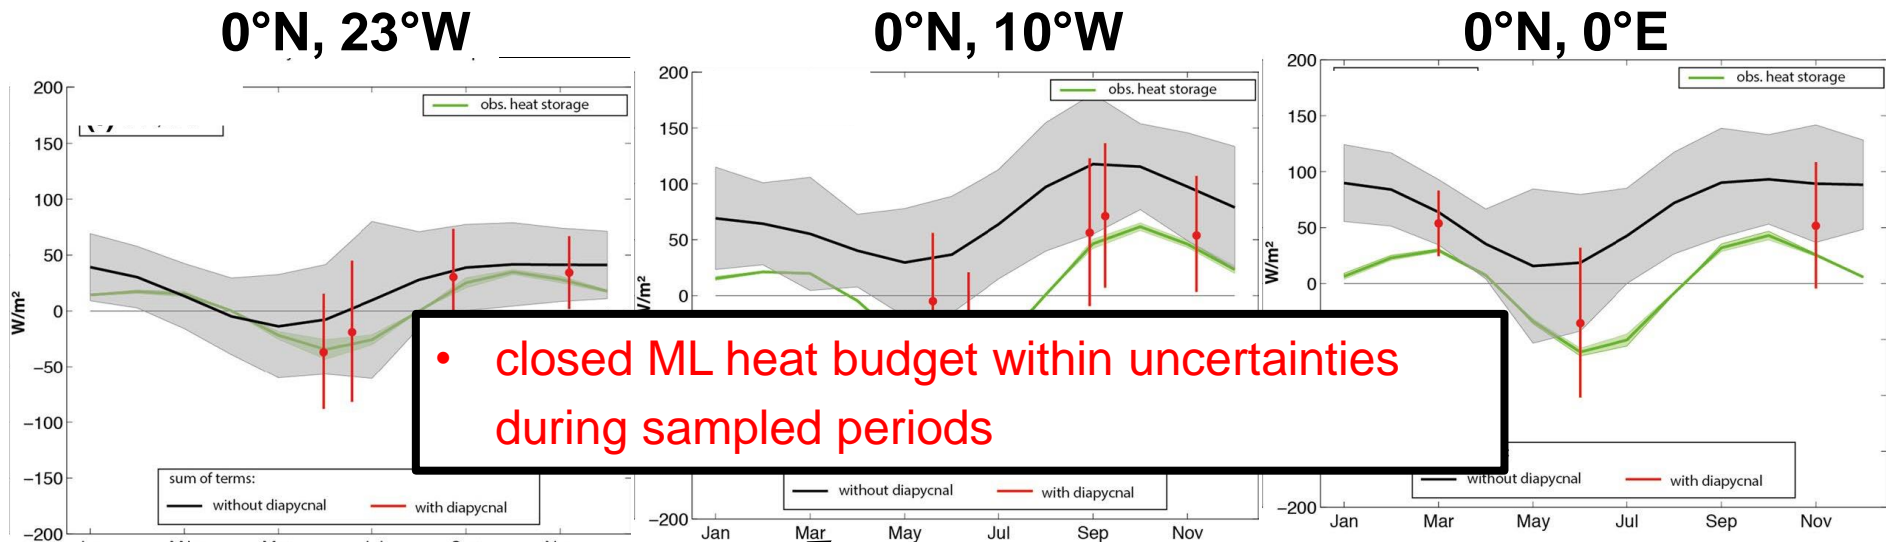 0°N, 23°W
0°N, 10°W
0°N, 0°E
200
150
100
50
0
−50
−100
−150
−200
W/m²
obs. heat storage
sum of terms:
without diapycnal
with diapycnal
200
150
100
50
0
−200
W/m²
obs. heat storage
without diapycnal
with diapycnal
Jan
Mar
May
Jul
Sep
Nov
200
150
100
50
0
−200
W/m²
obs. heat storage
without diapycnal
with diapycnal
Jan
Mar
May
Jul
Sep
Nov
• closed ML heat budget within uncertainties
during sampled periods